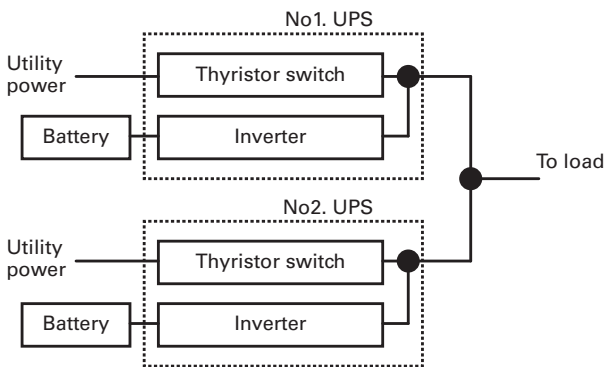 No1. UPS
Utility
power
Thyristor switch
Battery
Inverter
To load
No2. UPS
Utility
power
Thyristor switch
Battery
Inverter